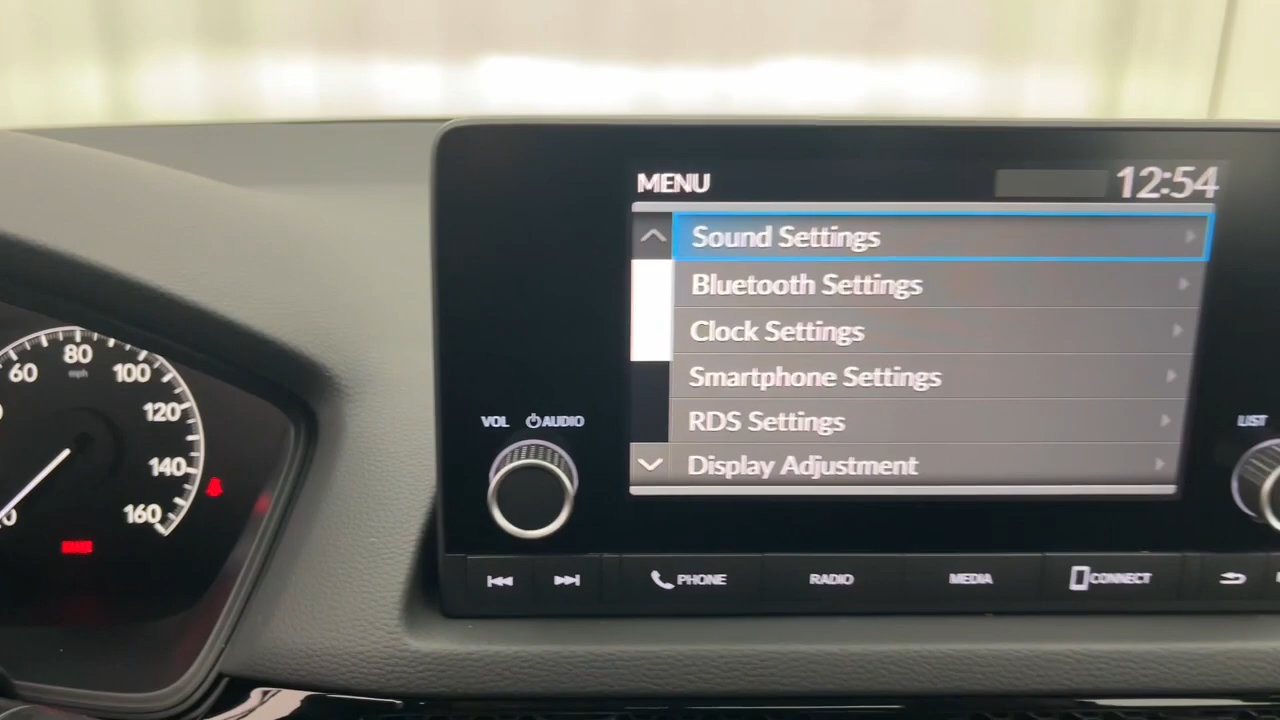 MENU 12:54
Sound Settings
Bluetooth Settings
Clock Settings
Smartphone Settings
RDS Settings
Display Adjustment
VOL AUDIO
LIST
PHONE RADIO MEDIA CONNECT
60 80 100 120 140 160
mph